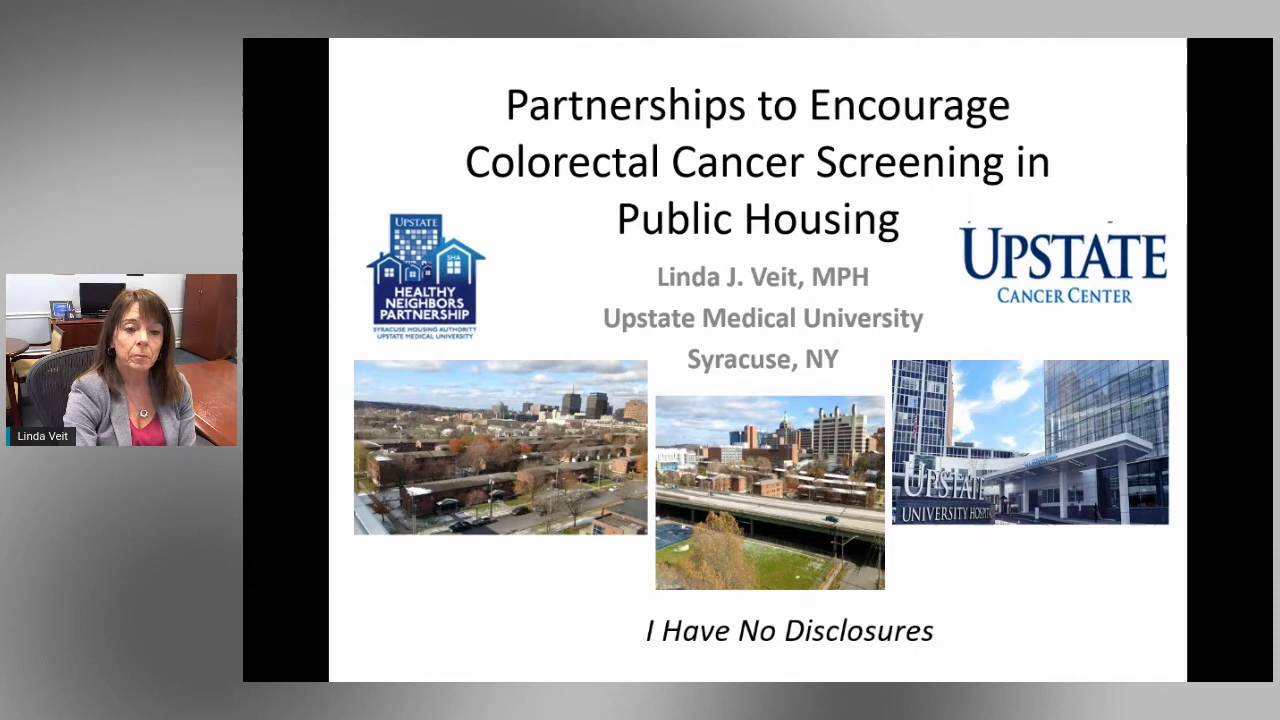 Partnerships to Encourage
Colorectal Cancer Screening in
Public Housing
UPSTATE
SHA
HEALTHY
NEIGHBORS
PARTNERSHIP
SYRACUSE HOUSING AUTHORITY
UPSTATE MEDICAL UNIVERSITY
Linda J. Veit, MPH
Upstate Medical University
Syracuse, NY
UPSTATE
CANCER CENTER
Linda Veit
UPSTATE
UNIVERSITY HOSPITAL
I Have No Disclosures